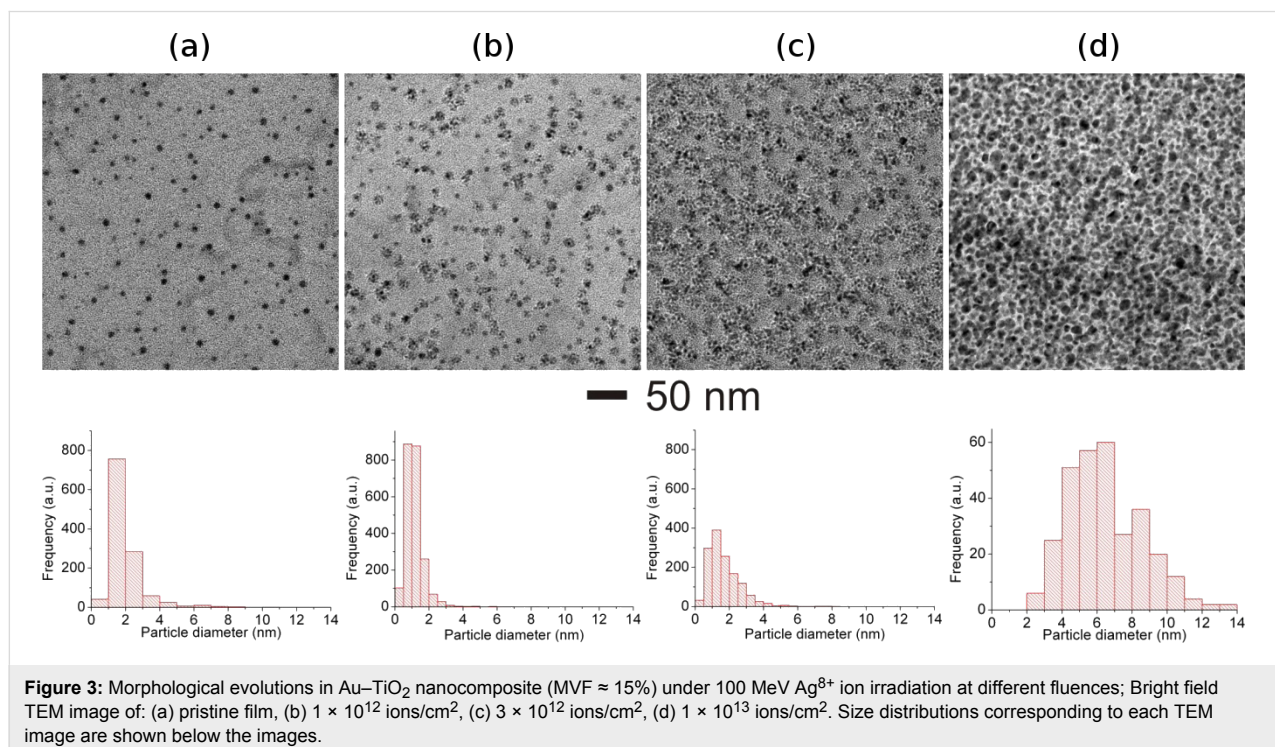 (a) (b) (c) (d)
50 nm
800
600
400
200
0
Frequency (a.u.)
0 2 4 6 8 10 12 14
Particle diameter (nm)
800
600
400
200
0
Frequency (a.u.)
0 2 4 6 8 10 12 14
Particle diameter (nm)
800
600
400
200
0
Frequency (a.u.)
0 2 4 6 8 10 12 14
Particle diameter (nm)
60
40
20
0
Frequency (a.u.)
0 2 4 6 8 10 12 14
Particle diameter (nm)
Figure 3: Morphological evolutions in Au–TiO₂ nanocomposite (MVF ≈ 15%) under 100 MeV Ag⁸⁺ ion irradiation at different fluences; Bright field
TEM image of: (a) pristine film, (b) 1 × 10¹² ions/cm², (c) 3 × 10¹² ions/cm², (d) 1 × 10¹³ ions/cm². Size distributions corresponding to each TEM
image are shown below the images.